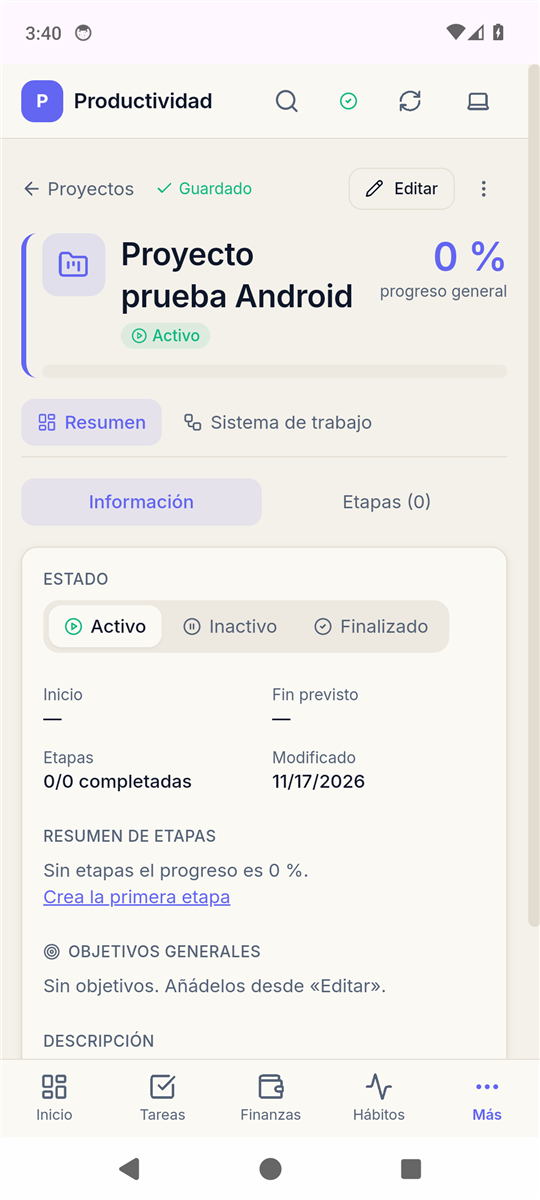 3:40
P Productividad
Proyectos Guardado Editar
Proyecto
prueba Android
0 %
progreso general
Activo
Resumen Sistema de trabajo
Información Etapas (0)
ESTADO
Activo Inactivo Finalizado
Inicio Fin previsto
— —
Etapas Modificado
0/0 completadas 11/17/2026
RESUMEN DE ETAPAS
Sin etapas el progreso es 0 %.
Crea la primera etapa
OBJETIVOS GENERALES
Sin objetivos. Añádelos desde «Editar».
DESCRIPCIÓN
Inicio Tareas Finanzas Hábitos Más